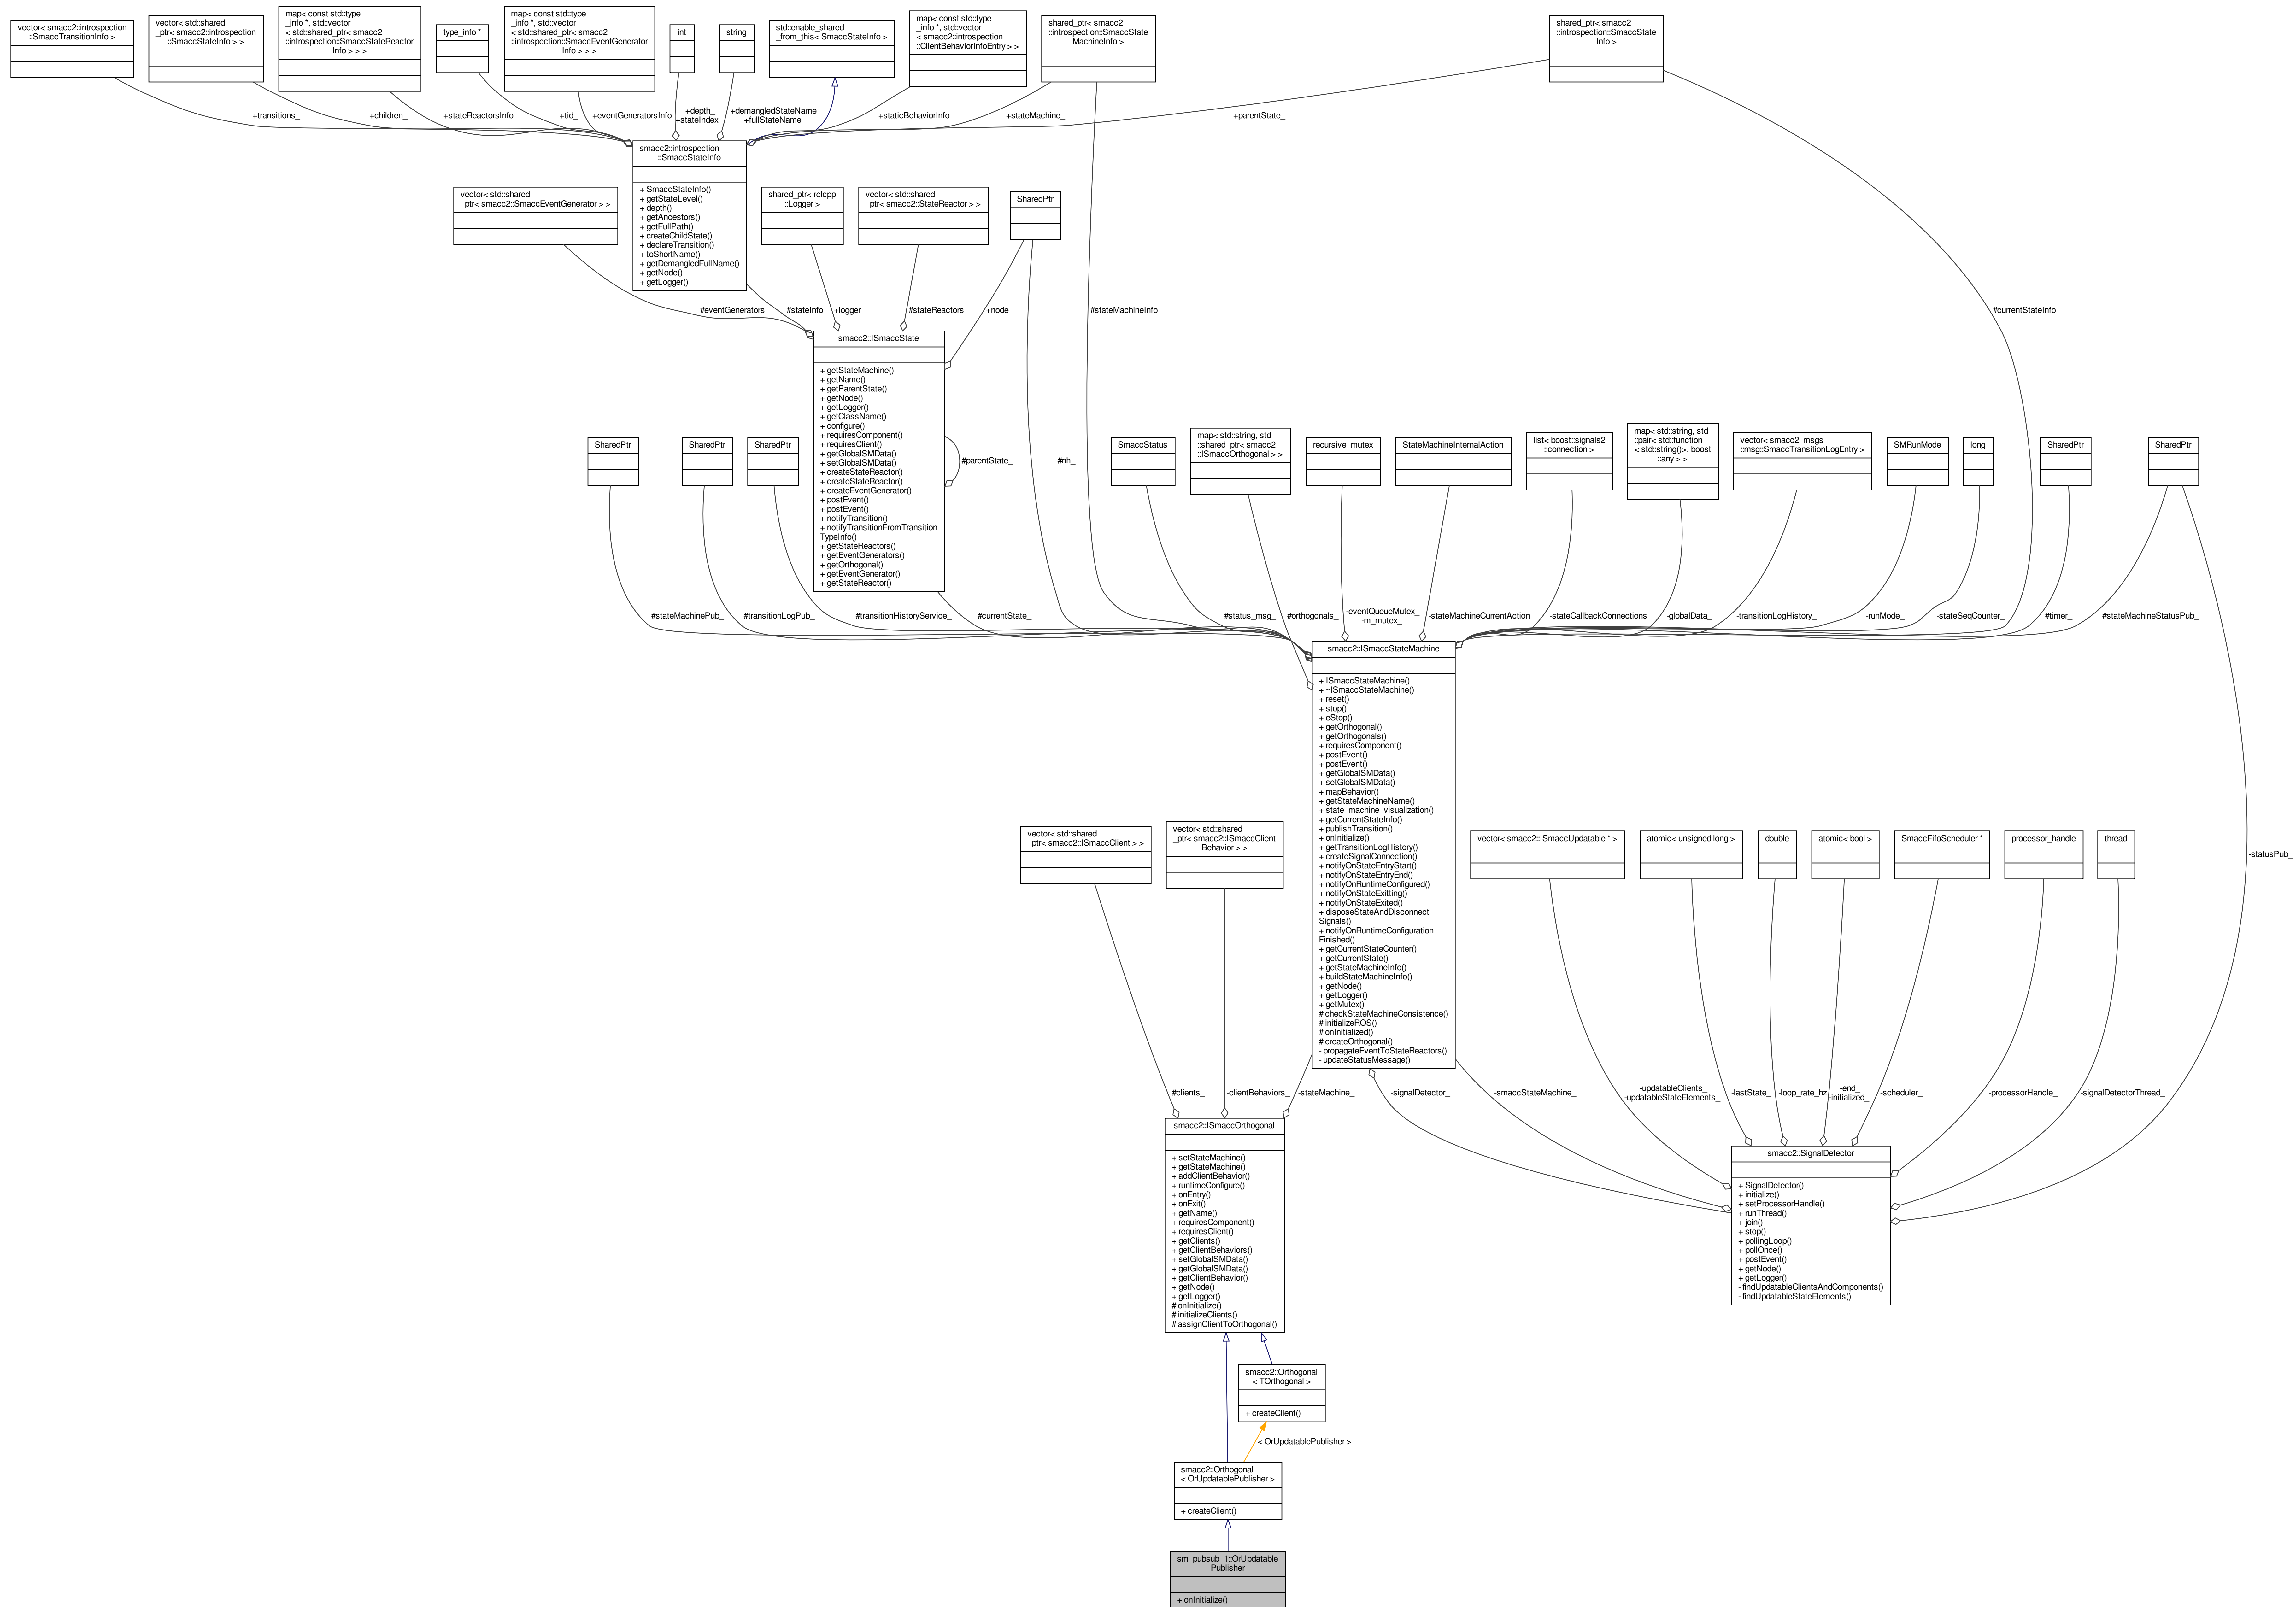 vector< smacc2::introspection
::SmaccTransitionInfo >
vector< std::shared
_ptr< smacc2::introspection
::SmaccStateInfo > >
map< const std::type
_info *, std::vector
< std::shared_ptr< smacc2
::introspection::SmaccStateReactor
Info > > >
type_info *
map< const std::type
_info *, std::vector
< std::shared_ptr< smacc2
::introspection::SmaccEventGenerator
Info > > >
int
string
std::enable_shared
_from_this< SmaccStateInfo >
map< const std::type
_info *, std::vector
< smacc2::introspection
::ClientBehaviorInfoEntry > >
shared_ptr< smacc2
::introspection::SmaccState
MachineInfo >
shared_ptr< smacc2
::introspection::SmaccState
Info >
+transitions_
+children_
+stateReactorsInfo
+tid_
+eventGeneratorsInfo
+depth_
+stateIndex_
+demangledStateName
+fullStateName
+staticBehaviorInfo
+stateMachine_
+parentState_
smacc2::introspection
::SmaccStateInfo
+ SmaccStateInfo()
+ getStateLevel()
+ depth()
+ getAncestors()
+ getFullPath()
+ createChildState()
+ declareTransition()
+ toShortName()
+ getDemangledFullName()
+ getNode()
+ getLogger()
vector< std::shared
_ptr< smacc2::SmaccEventGenerator > >
shared_ptr< rclcpp
::Logger >
vector< std::shared
_ptr< smacc2::StateReactor > >
SharedPtr
#eventGenerators_
#stateInfo_
+logger_
#stateReactors_
+node_
#stateMachineInfo_
#currentStateInfo_
smacc2::ISmaccState
+ getStateMachine()
+ getName()
+ getParentState()
+ getNode()
+ getLogger()
+ getClassName()
+ configure()
+ requiresComponent()
+ requiresClient()
+ getGlobalSMData()
+ setGlobalSMData()
+ createStateReactor()
+ createStateReactor()
+ createEventGenerator()
+ postEvent()
+ postEvent()
+ notifyTransition()
+ notifyTransitionFromTransition
TypeInfo()
+ getStateReactors()
+ getEventGenerators()
+ getOrthogonal()
+ getEventGenerator()
+ getStateReactor()
#parentState_
#nh_
SharedPtr
SharedPtr
SharedPtr
SmaccStatus
map< std::string, std
::shared_ptr< smacc2
::ISmaccOrthogonal > >
recursive_mutex
StateMachineInternalAction
list< boost::signals2
::connection >
map< std::string, std
::pair< std::function
< std::string()>, boost
::any > >
vector< smacc2_msgs
::msg::SmaccTransitionLogEntry >
SMRunMode
long
SharedPtr
SharedPtr
#stateMachinePub_
#transitionLogPub_
#transitionHistoryService_
#currentState_
#status_msg_
#orthogonals_
-eventQueueMutex_
-m_mutex_
-stateMachineCurrentAction
-stateCallbackConnections
-globalData_
-transitionLogHistory_
-runMode_
-stateSeqCounter_
#timer_
#stateMachineStatusPub_
smacc2::ISmaccStateMachine
+ ISmaccStateMachine()
+ ~ISmaccStateMachine()
+ reset()
+ stop()
+ eStop()
+ getOrthogonal()
+ getOrthogonals()
+ requiresComponent()
+ postEvent()
+ postEvent()
+ getGlobalSMData()
+ setGlobalSMData()
+ mapBehavior()
+ getStateMachineName()
+ state_machine_visualization()
+ getCurrentStateInfo()
+ publishTransition()
+ onInitialize()
+ getTransitionLogHistory()
+ createSignalConnection()
+ notifyOnStateEntryStart()
+ notifyOnStateEntryEnd()
+ notifyOnRuntimeConfigured()
+ notifyOnStateExitting()
+ notifyOnStateExited()
+ disposeStateAndDisconnect
Signals()
+ notifyOnRuntimeConfiguration
Finished()
+ getCurrentStateCounter()
+ getCurrentState()
+ getStateMachineInfo()
+ buildStateMachineInfo()
+ getNode()
+ getLogger()
+ getMutex()
# checkStateMachineConsistence()
# initializeROS()
# onInitialized()
# createOrthogonal()
- propagateEventToStateReactors()
- updateStatusMessage()
vector< std::shared
_ptr< smacc2::ISmaccClient > >
vector< std::shared
_ptr< smacc2::ISmaccClient
Behavior > >
vector< smacc2::ISmaccUpdatable * >
atomic< unsigned long >
double
atomic< bool >
SmaccFifoScheduler *
processor_handle
thread
-statusPub_
#clients_
-clientBehaviors_
-stateMachine_
-signalDetector_
-smaccStateMachine_
-updatableClients_
-updatableStateElements_
-lastState_
-loop_rate_hz
-end_
-initialized_
-scheduler_
-processorHandle_
-signalDetectorThread_
smacc2::ISmaccOrthogonal
+ setStateMachine()
+ getStateMachine()
+ addClientBehavior()
+ runtimeConfigure()
+ onEntry()
+ onExit()
+ getName()
+ requiresComponent()
+ requiresClient()
+ getClients()
+ getClientBehaviors()
+ setGlobalSMData()
+ getGlobalSMData()
+ getClientBehavior()
+ getNode()
+ getLogger()
# onInitialize()
# initializeClients()
# assignClientToOrthogonal()
smacc2::SignalDetector
+ SignalDetector()
+ initialize()
+ setProcessorHandle()
+ runThread()
+ join()
+ stop()
+ pollingLoop()
+ pollOnce()
+ postEvent()
+ getNode()
+ getLogger()
- findUpdatableClientsAndComponents()
- findUpdatableStateElements()
smacc2::Orthogonal
< TOrthogonal >
+ createClient()
< OrUpdatablePublisher >
smacc2::Orthogonal
< OrUpdatablePublisher >
+ createClient()
sm_pubsub_1::OrUpdatable
Publisher
+ onInitialize()